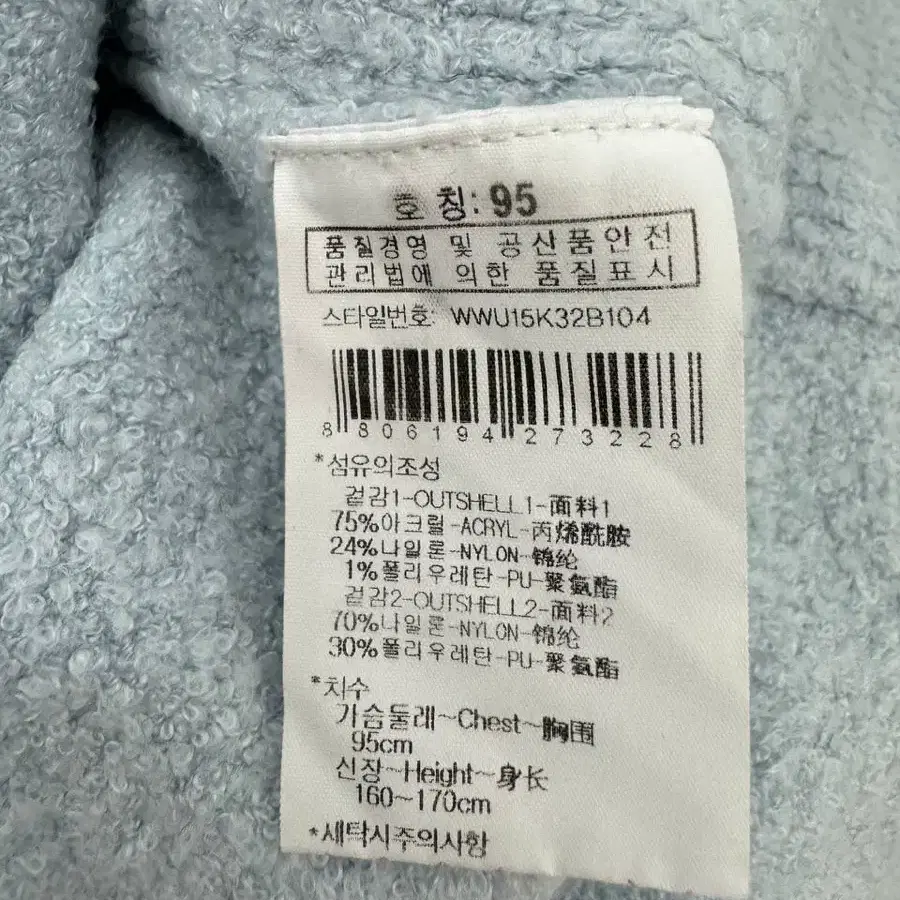 호 칭: 95
품질경영 및 공산품안전
관리법에 의한 품질표시
스타일번호: WWU15K32B104
8 806194 273228
*섬유의조성
겉감1-OUTSHELL1-面料1
75%아크릴-ACRYL-丙烯酰胺
24%나일론-NYLON-锦纶
1%폴리우레탄-PU-聚氨酯
겉감2-OUTSHELL2-面料2
70%나일론-NYLON-锦纶
30%폴리우레탄-PU-聚氨酯
*치수
가슴둘레~Chest~胸围
95cm
신장~Height~身长
160~170cm
*세탁시주의사항